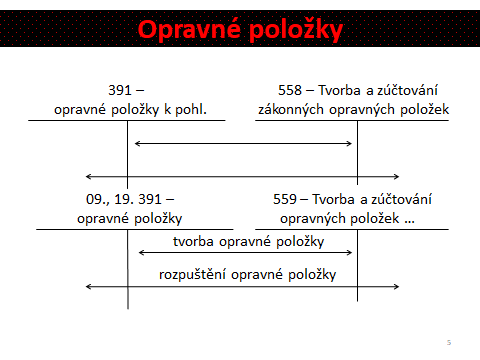 Opravné položky
391 –
opravné položky k pohl.
558 – Tvorba a zúčtování
zákonných opravných položek
09., 19. 391 –
opravné položky
559 – Tvorba a zúčtování
opravných položek ...
tvorba opravné položky
rozpuštění opravné položky
5